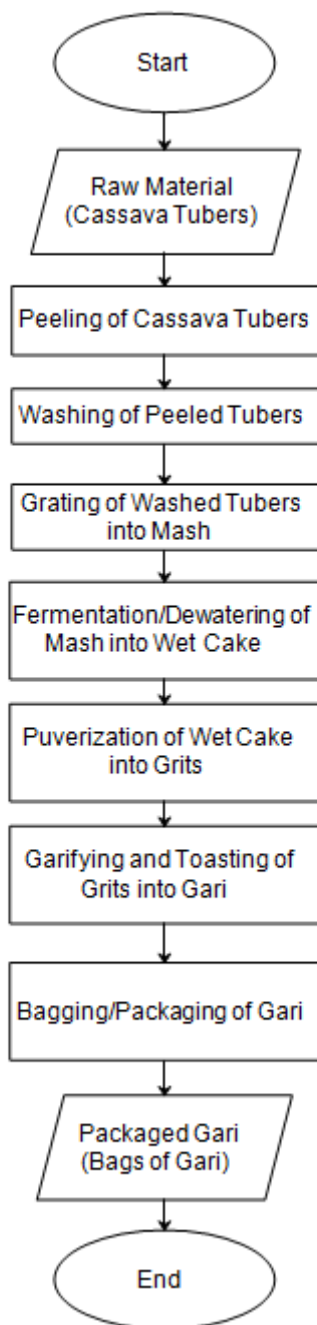 Start
Raw Material
(Cassava Tubers)
Peeling of Cassava Tubers
Washing of Peeled Tubers
Grating of Washed Tubers
into Mash
Fermentation/Dewatering of
Mash into Wet Cake
Puverization of Wet Cake
into Grits
Garifying and Toasting of
Grits into Gari
Bagging/Packaging of Gari
Packaged Gari
(Bags of Gari)
End